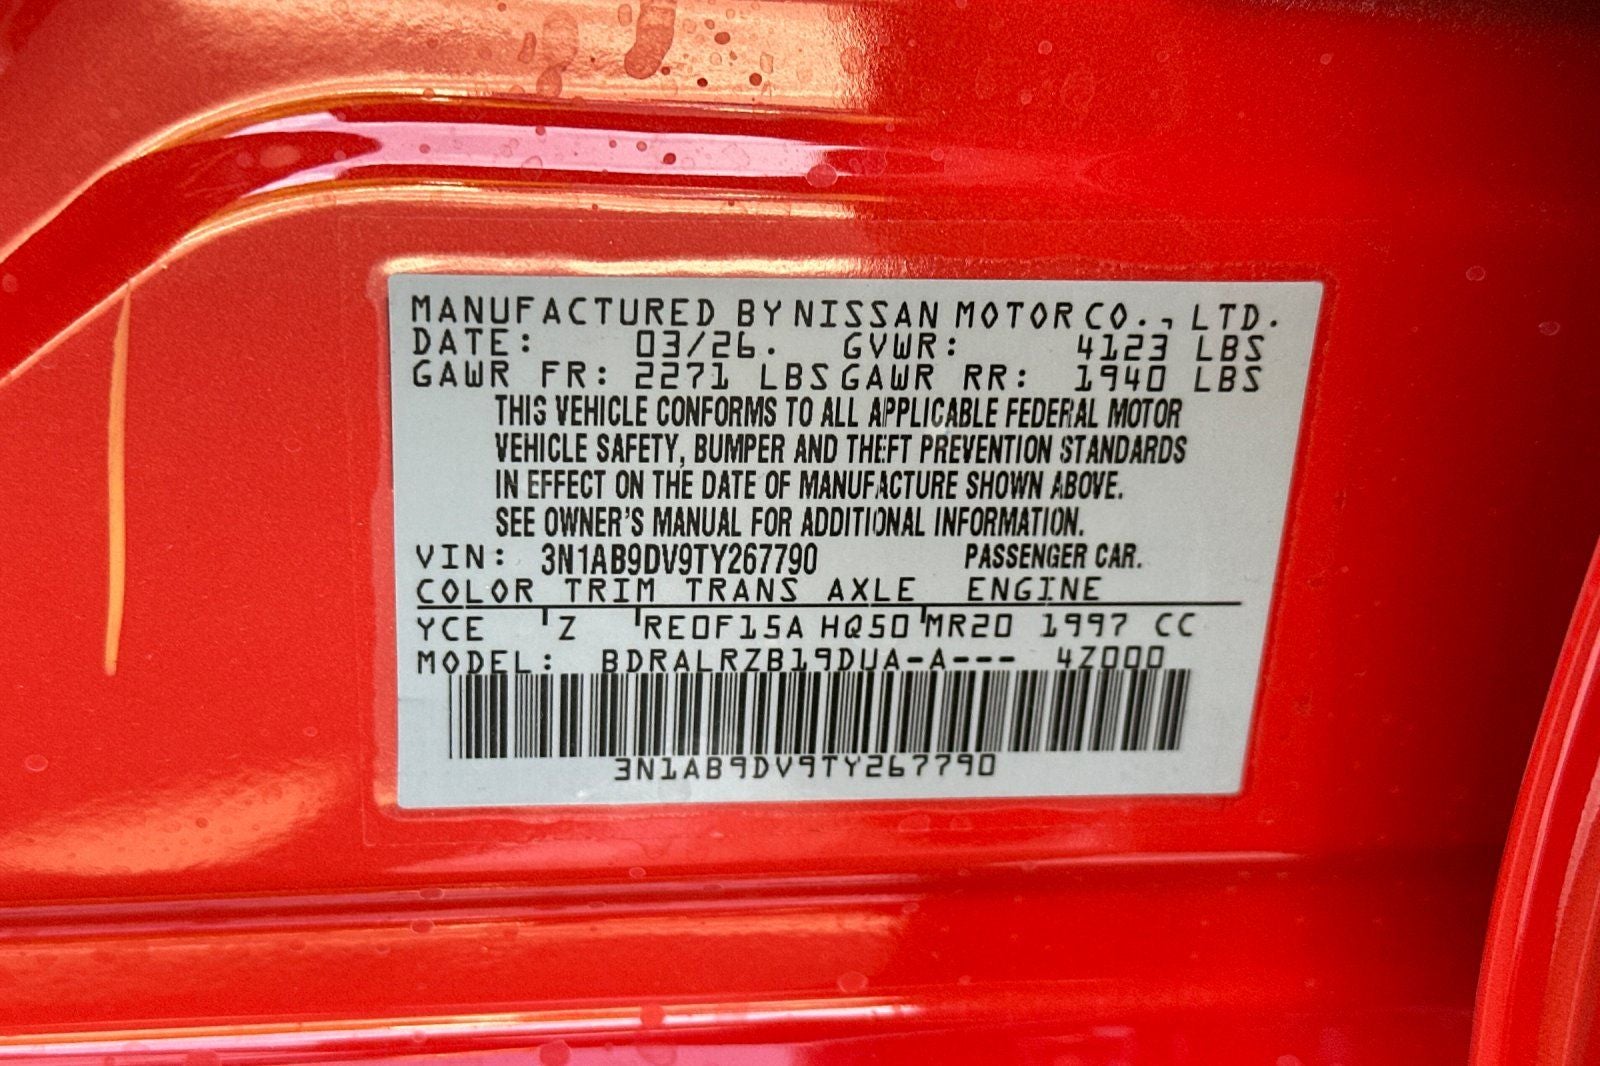 MANUFACTURED BY NISSAN MOTOR CO., LTD.
DATE: 03/26. GVWR: 4123 LBS
GAWR FR: 2271 LBS GAWR RR: 1940 LBS
THIS VEHICLE CONFORMS TO ALL APPLICABLE FEDERAL MOTOR
VEHICLE SAFETY, BUMPER AND THEFT PREVENTION STANDARDS
IN EFFECT ON THE DATE OF MANUFACTURE SHOWN ABOVE.
SEE OWNER'S MANUAL FOR ADDITIONAL INFORMATION.
VIN: 3N1AB9DV9TY267790 PASSENGER CAR.
COLOR TRIM TRANS AXLE ENGINE
YCE Z RE0F15A HQ50 MR20 1997 CC
MODEL: BDRALRZB19DUA-A--- 4Z000
3N1AB9DV9TY267790